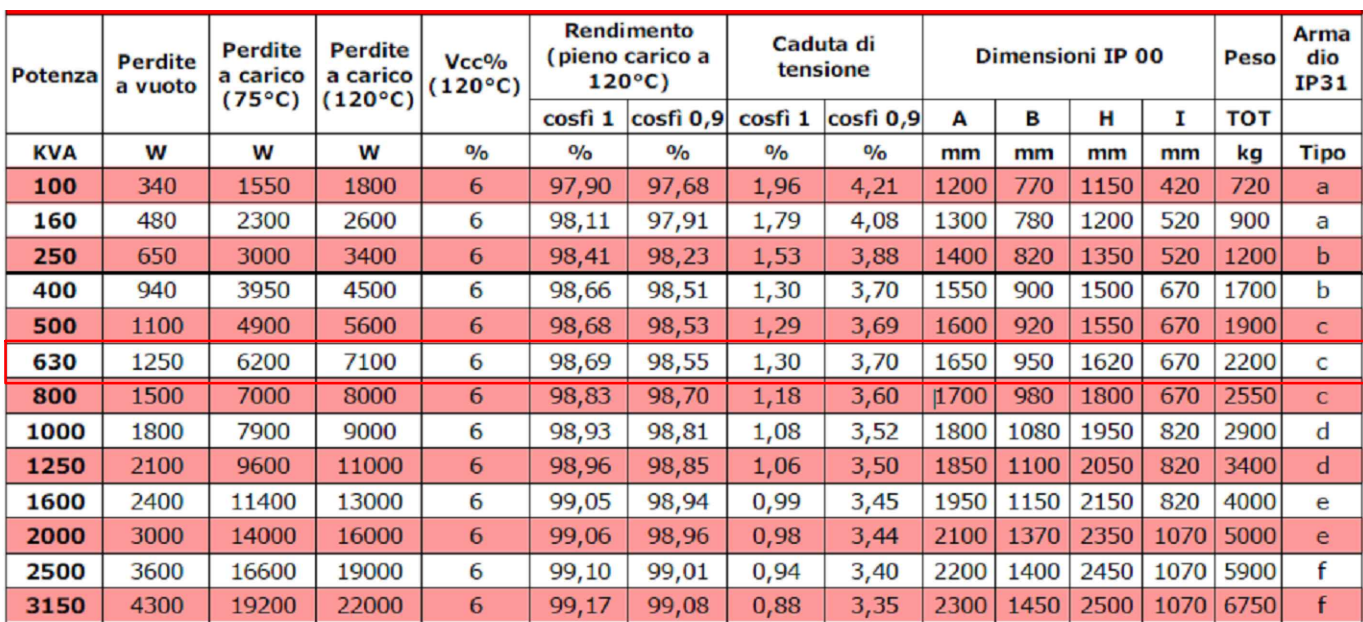 Potenza Perdite a vuoto Perdite a carico (75°C) Perdite a carico (120°C) Vcc% (120°C) Rendimento (pieno carico a 120°C) Caduta di tensione Dimensioni IP 00 Peso Arma dio IP31
cosfì 1 cosfì 0,9 cosfì 1 cosfì 0,9 A B H I TOT
KVA W W W % % % % % mm mm mm mm kg Tipo
100 340 1550 1800 6 97,90 97,68 1,96 4,21 1200 770 1150 420 720 a
160 480 2300 2600 6 98,11 97,91 1,79 4,08 1300 780 1200 520 900 a
250 650 3000 3400 6 98,41 98,23 1,53 3,88 1400 820 1350 520 1200 b
400 940 3950 4500 6 98,66 98,51 1,30 3,70 1550 900 1500 670 1700 b
500 1100 4900 5600 6 98,68 98,53 1,29 3,69 1600 920 1550 670 1900 c
630 1250 6200 7100 6 98,69 98,55 1,30 3,70 1650 950 1620 670 2200 c
800 1500 7000 8000 6 98,83 98,70 1,18 3,60 1700 980 1800 670 2550 c
1000 1800 7900 9000 6 98,93 98,81 1,08 3,52 1800 1080 1950 820 2900 d
1250 2100 9600 11000 6 98,96 98,85 1,06 3,50 1850 1100 2050 820 3400 d
1600 2400 11400 13000 6 99,05 98,94 0,99 3,45 1950 1150 2150 820 4000 e
2000 3000 14000 16000 6 99,06 98,96 0,98 3,44 2100 1370 2350 1070 5000 e
2500 3600 16600 19000 6 99,10 99,01 0,94 3,40 2200 1400 2450 1070 5900 f
3150 4300 19200 22000 6 99,17 99,08 0,88 3,35 2300 1450 2500 1070 6750 f